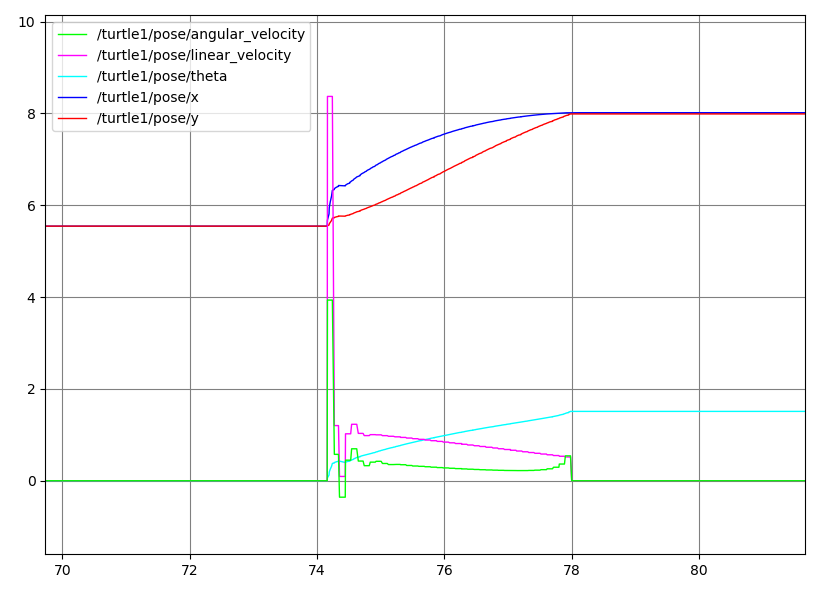 10
8
6
4
2
0
/turtle1/pose/angular_velocity
/turtle1/pose/linear_velocity
/turtle1/pose/theta
/turtle1/pose/x
/turtle1/pose/y
70 72 74 76 78 80